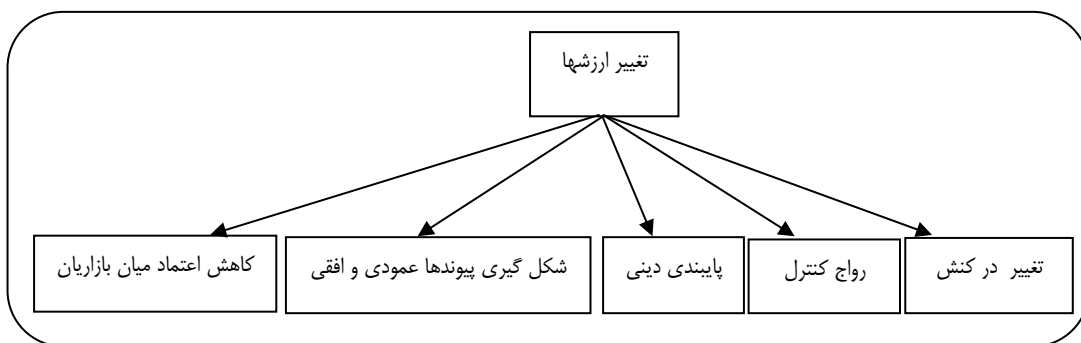 تغییر ارزشها
تغییر در کنش
رواج کنترل
پایبندی دینی
شکل گیری پیوندها عمودی و افقی
کاهش اعتماد میان بازاریان